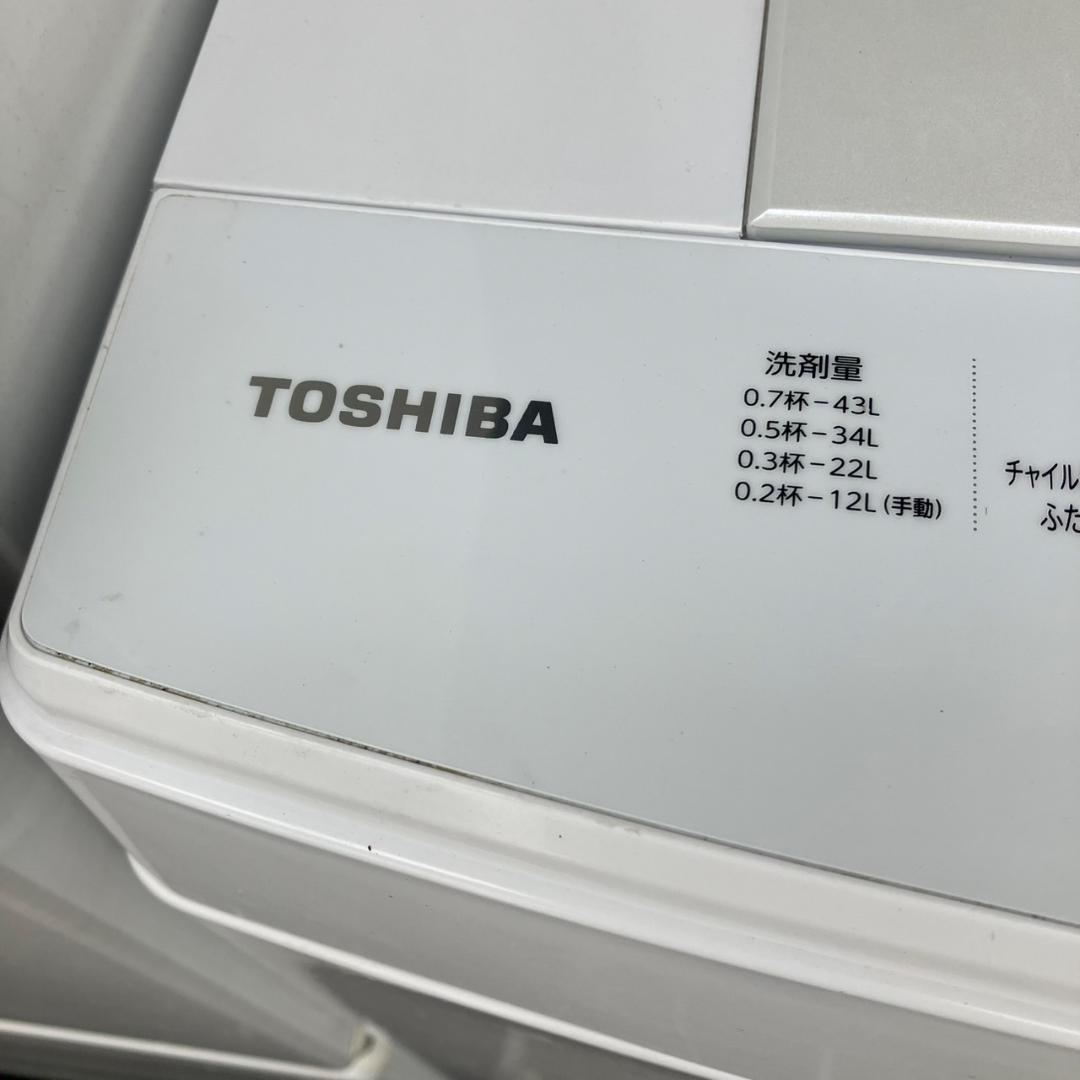 TOSHIBA
洗剤量
0.7杯－43L
0.5杯－34L
0.3杯－22L
0.2杯－12L（手動）
チャイル
ふた